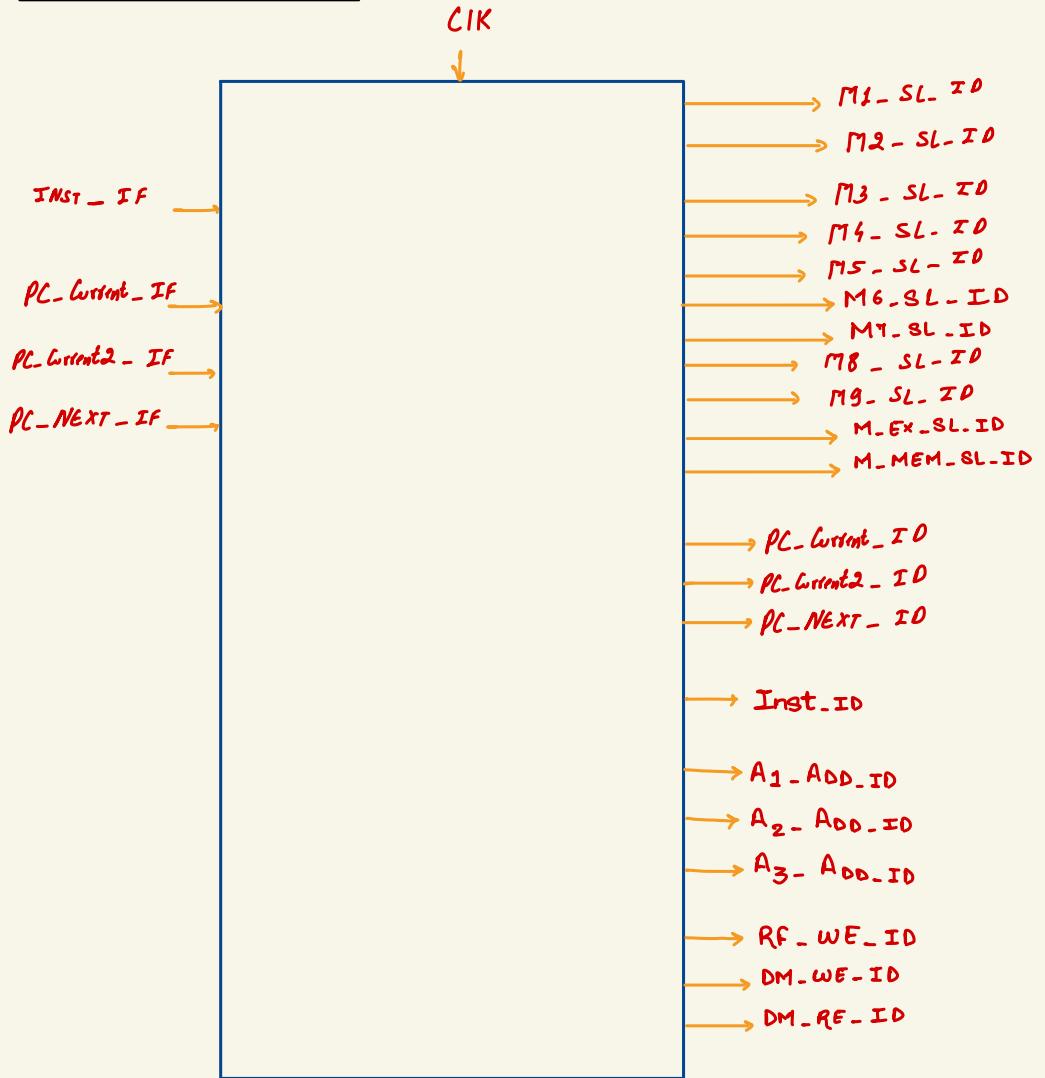 ClK
INST_IF
PC_Current_IF
PC_Current2_IF
PC_NEXT_IF
M1_SL_ID
M2_SL_ID
M3_SL_ID
M4_SL_ID
M5_SL_ID
M6_SL_ID
M7_SL_ID
M8_SL_ID
M9_SL_ID
M_EX_SL_ID
M_MEM_SL_ID
PC_Current_ID
PC_Current2_ID
PC_NEXT_ID
Inst_ID
A1_ADD_ID
A2_ADD_ID
A3_ADD_ID
RF_WE_ID
DM_WE_ID
DM_RE_ID